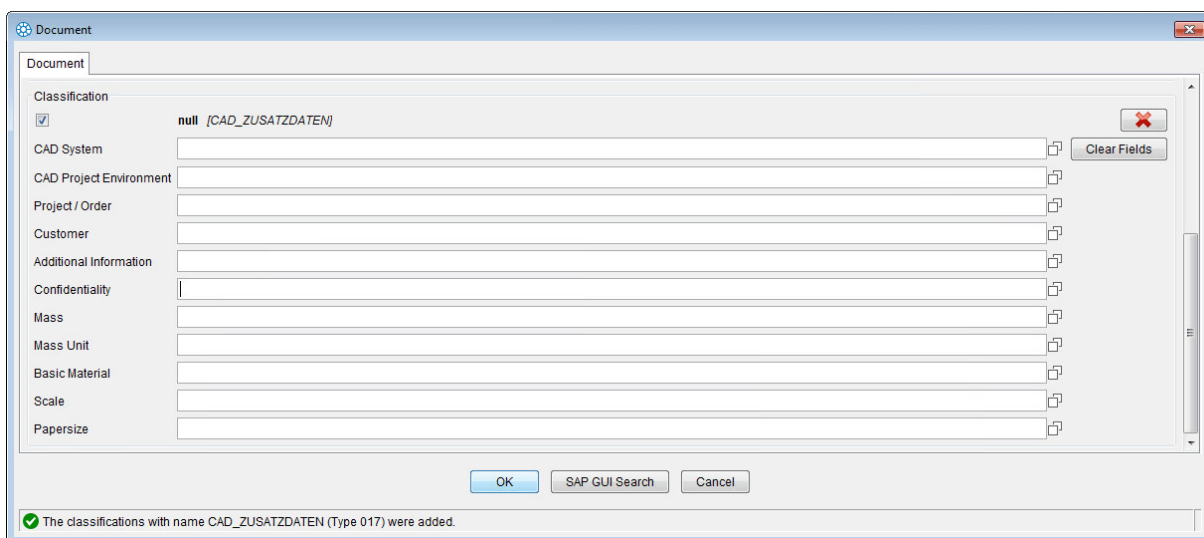 Document
Document
Classification
null [CAD_ZUSATZDATEN]
CAD System
Clear Fields
CAD Project Environment
Project / Order
Customer
Additional Information
Confidentiality
Mass
Mass Unit
Basic Material
Scale
Papersize
OK SAP GUI Search Cancel
The classifications with name CAD_ZUSATZDATEN (Type 017) were added.